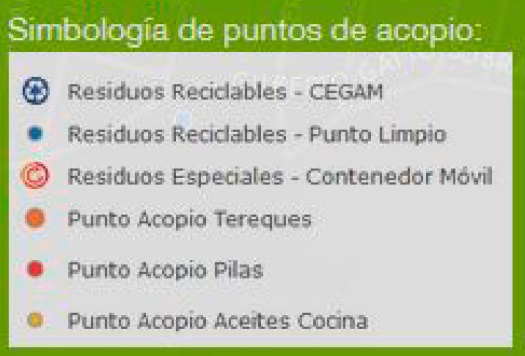 Simbología de puntos de acopio:
Residuos Reciclables - CEGAM
Residuos Reciclables - Punto Limpio
Residuos Especiales - Contenedor Móvil
Punto Acopio Tereques
Punto Acopio Pilas
Punto Acopio Aceites Cocina